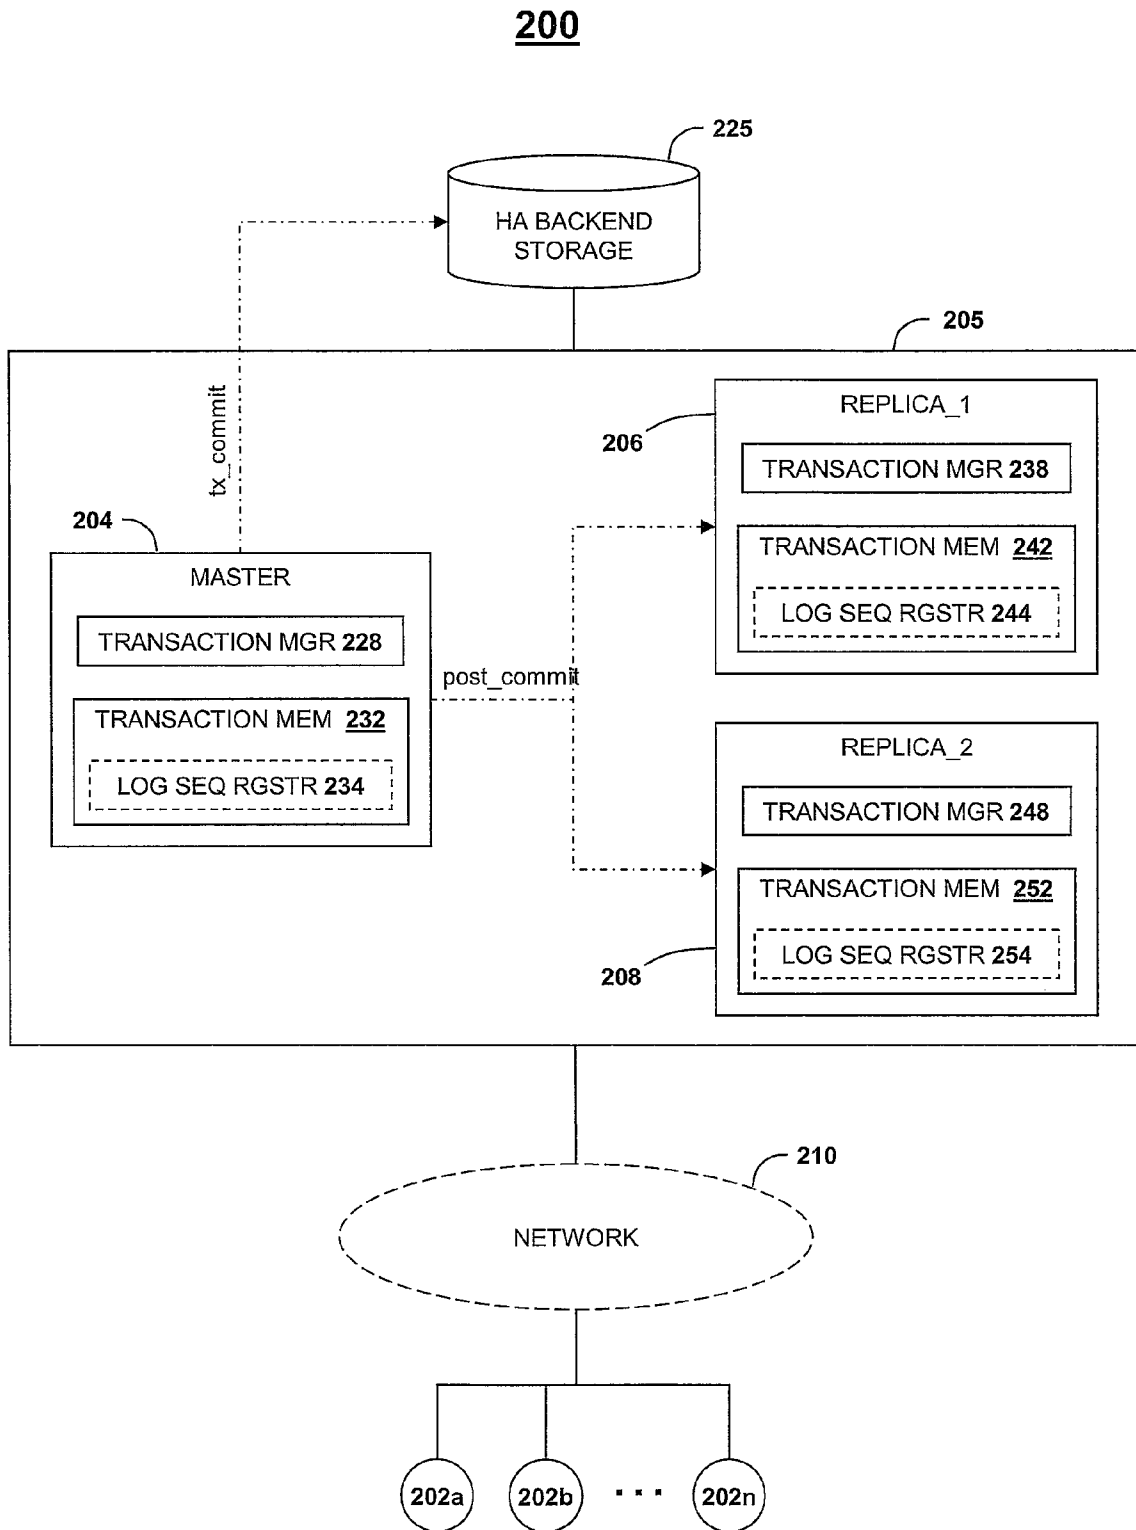 200
225
HA BACKEND
STORAGE
205
tx_commit
REPLICA_1
206
TRANSACTION MGR 238
204
TRANSACTION MEM 242
MASTER
LOG SEQ RGSTR 244
TRANSACTION MGR 228
post_commit
TRANSACTION MEM 232
REPLICA_2
LOG SEQ RGSTR 234
TRANSACTION MGR 248
TRANSACTION MEM 252
LOG SEQ RGSTR 254
208
210
NETWORK
202a 202b ... 202n